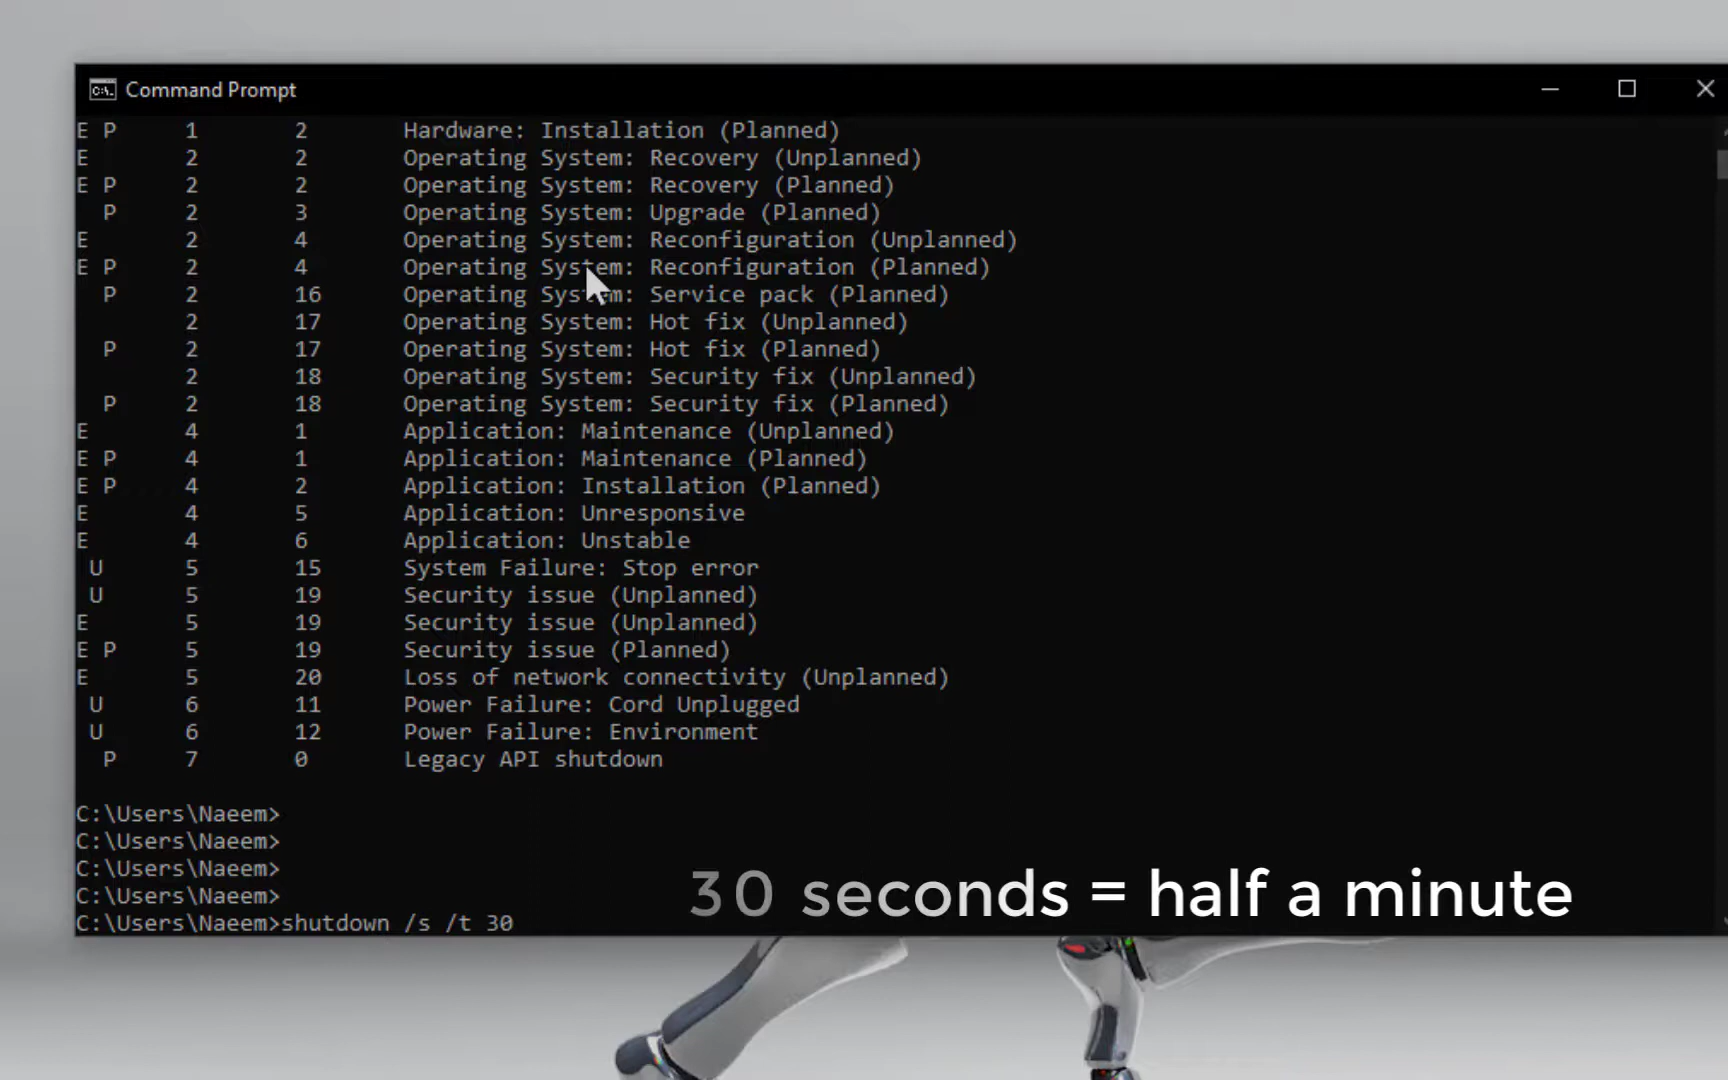 Command Prompt
E P 1 2 Hardware: Installation (Planned)
E 2 2 Operating System: Recovery (Unplanned)
E P 2 2 Operating System: Recovery (Planned)
P 2 3 Operating System: Upgrade (Planned)
E 2 4 Operating System: Reconfiguration (Unplanned)
E P 2 4 Operating System: Reconfiguration (Planned)
P 2 16 Operating System: Service pack (Planned)
2 17 Operating System: Hot fix (Unplanned)
P 2 17 Operating System: Hot fix (Planned)
2 18 Operating System: Security fix (Unplanned)
P 2 18 Operating System: Security fix (Planned)
E 4 1 Application: Maintenance (Unplanned)
E P 4 1 Application: Maintenance (Planned)
E P 4 2 Application: Installation (Planned)
E 4 5 Application: Unresponsive
E 4 6 Application: Unstable
U 5 15 System Failure: Stop error
U 5 19 Security issue (Unplanned)
E 5 19 Security issue (Unplanned)
E P 5 19 Security issue (Planned)
E 5 20 Loss of network connectivity (Unplanned)
U 6 11 Power Failure: Cord Unplugged
U 6 12 Power Failure: Environment
P 7 0 Legacy API shutdown
C:\Users\Naeem>
C:\Users\Naeem>
C:\Users\Naeem>
C:\Users\Naeem>
30 seconds = half a minute
C:\Users\Naeem>shutdown /s /t 30